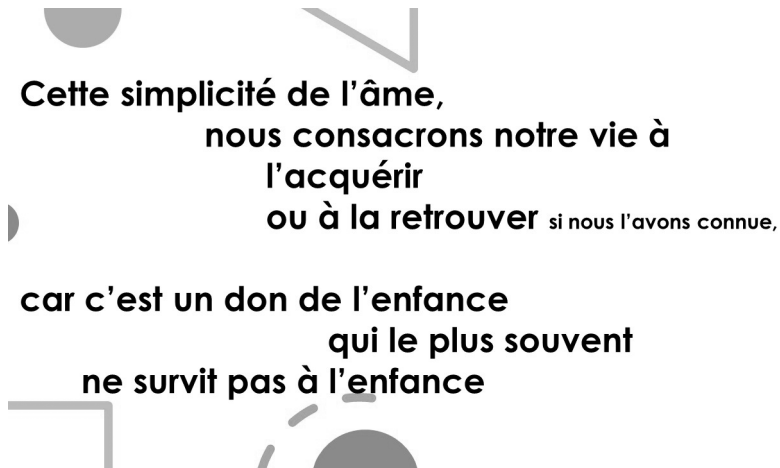 Cette simplicité de l’âme,
nous consacrons notre vie à
l’acquérir
ou à la retrouver si nous l’avons connue,
car c’est un don de l’enfance
qui le plus souvent
ne survit pas à l’enfance